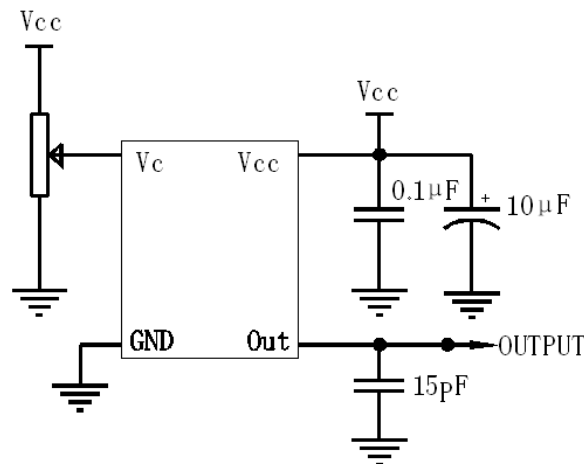 Vcc
Vcc
Vc
Vcc
0.1μF
+
10μF
GND
Out
OUTPUT
15pF